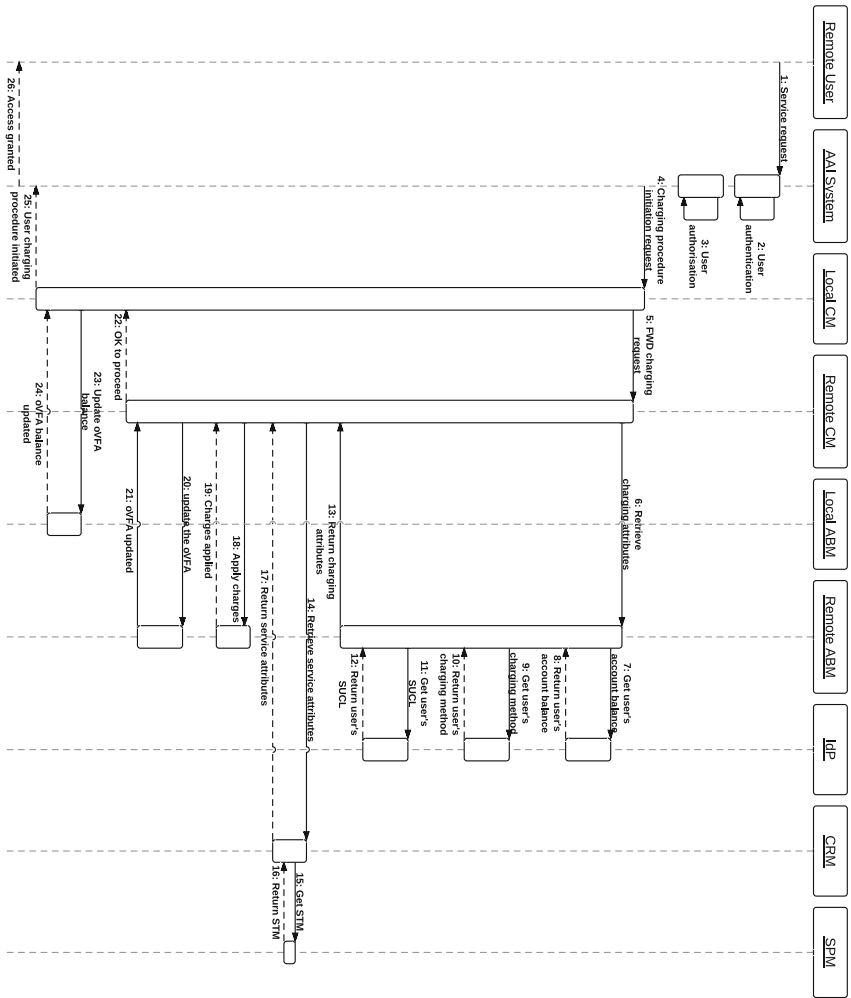 Remote User
AAI System
Local CM
Remote CM
Local ABM
Remote ABM
IdP
CRM
SPM
1: Service request
2: User
authentication
3: User
authorisation
4: Charging procedure
initiation request
5: FWD charging
request
6: Retrieve
charging attributes
7: Get user's
account balance
8: Return user's
account balance
9: Get user's
charging method
10: Return user's
charging method
11: Get user's
SUCL
12: Return user's
SUCL
13: Return charging
attributes
14: Retrieve service attributes
15: Get STM
16: Return STM
17: Return service attributes
18: Apply charges
19: Charges applied
20: update the oVFA
21: oVFA updated
22: OK to proceed
23: Update oVFA
balance
24: oVFA balance
updated
25: User charging
procedure initiated
26: Access granted